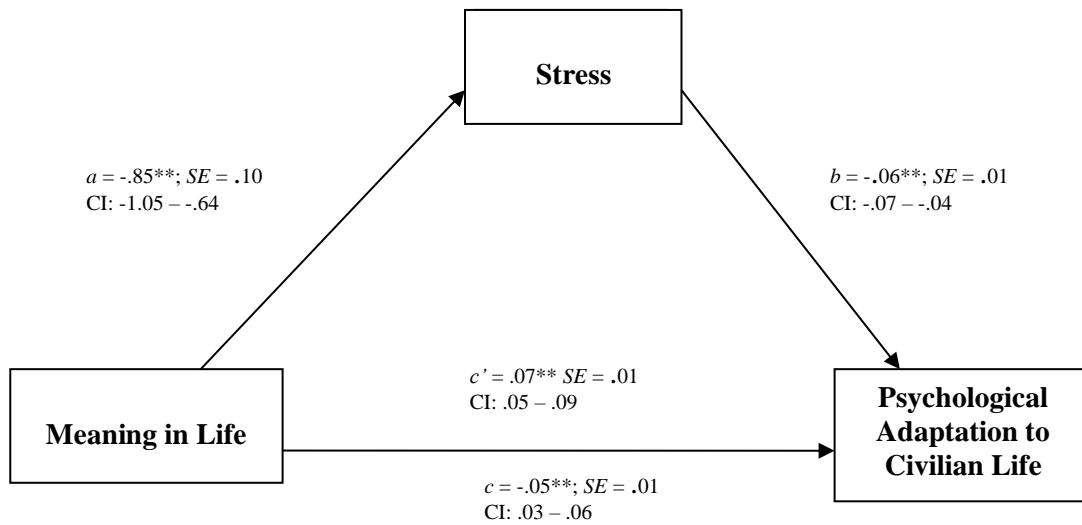 Stress
a = -.85**; SE = .10
CI: -1.05 – -.64
b = -.06**; SE = .01
CI: -.07 – -.04
c’ = .07** SE = .01
CI: .05 – .09
Meaning in Life
Psychological
Adaptation to
Civilian Life
c = -.05**; SE = .01
CI: .03 – .06